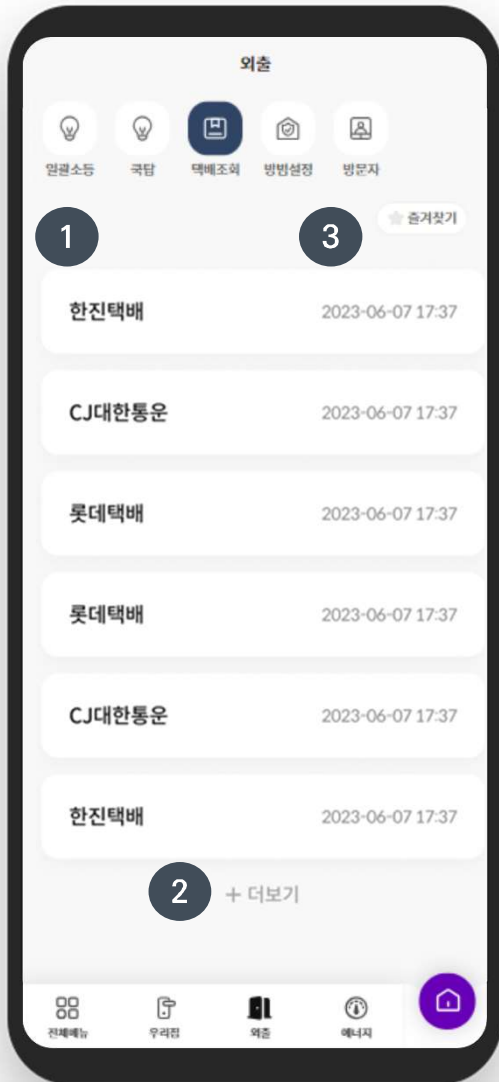 외출
일괄소등 쿡탑 택배조회 방범설정 방문자
즐겨찾기
1 3
한진택배 2023-06-07 17:37
CJ대한통운 2023-06-07 17:37
롯데택배 2023-06-07 17:37
롯데택배 2023-06-07 17:37
CJ대한통운 2023-06-07 17:37
한진택배 2023-06-07 17:37
2 + 더보기
전체메뉴 우리집 외출 에너지